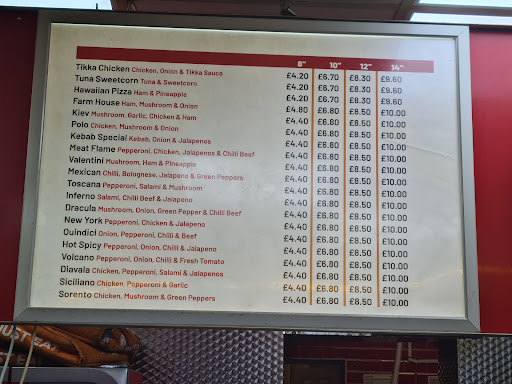 8" 10" 12" 14"
Tikka Chicken Chicken, Onion & Tikka Sauce £4.20 £6.70 £8.30 £9.60
Tuna Sweetcorn Tuna & Sweetcorn £4.20 £6.70 £8.30 £9.60
Hawaiian Pizza Ham & Pineapple £4.20 £6.70 £8.30 £9.60
Farm House Ham, Mushroom & Onion £4.80 £6.80 £8.50 £10.00
Kiev Mushroom, Garlic, Chicken & Ham £4.40 £6.80 £8.50 £10.00
Polo Chicken, Mushroom & Onion £4.40 £6.80 £8.50 £10.00
Kebab Special Kebab, Onion & Jalapenos £4.40 £6.80 £8.50 £10.00
Meat Flame Pepperoni, Chicken, Jalapenos & Chilli Beef £4.40 £6.80 £8.50 £10.00
Valentini Mushroom, Ham & Pineapple £4.40 £6.80 £8.50 £10.00
Mexican Chilli, Bolognese, Jalapeno & Green Peppers £4.40 £6.80 £8.50 £10.00
Toscana Pepperoni, Salami & Mushroom £4.40 £6.80 £8.50 £10.00
Inferno Salami, Chilli Beef & Jalapeno £4.40 £6.80 £8.50 £10.00
Dracula Mushroom, Onion, Green Pepper & Chilli Beef £4.40 £6.80 £8.50 £10.00
New York Pepperoni, Chicken & Jalapeno £4.40 £6.80 £8.50 £10.00
Quindici Onion, Pepperoni, Chilli & Beef £4.40 £6.80 £8.50 £10.00
Hot Spicy Pepperoni, Onion, Chilli & Jalapeno £4.40 £6.80 £8.50 £10.00
Volcano Pepperoni, Onion, Chilli & Fresh Tomato £4.40 £6.80 £8.50 £10.00
Diavala Chicken, Pepperoni, Salami & Jalapenos £4.40 £6.80 £8.50 £10.00
Siciliano Chicken, Pepperoni & Garlic £4.40 £6.80 £8.50 £10.00
Sorento Chicken, Mushroom & Green Peppers £4.40 £6.80 £8.50 £10.00
JUST EAT